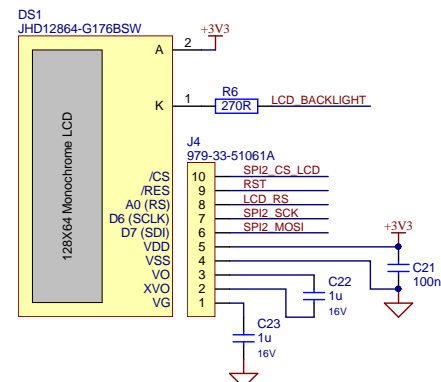 DS1
JHD12864-G176BSW
+3V3
A 2
K 1 R6 LCD_BACKLIGHT
270R
128X64 Monochrome LCD
J4
979-33-51061A
/CS 10 SPI2_CS_LCD
/RES 9 RST
A0 (RS) 8 LCD_RS
D6 (SCLK) 7 SPI2_SCK
D7 (SDI) 6 SPI2_MOSI
VDD 5 +3V3
VSS 4
VO 3
XVO 2
VG 1
C21
100n
C22
1u
16V
C23
1u
16V